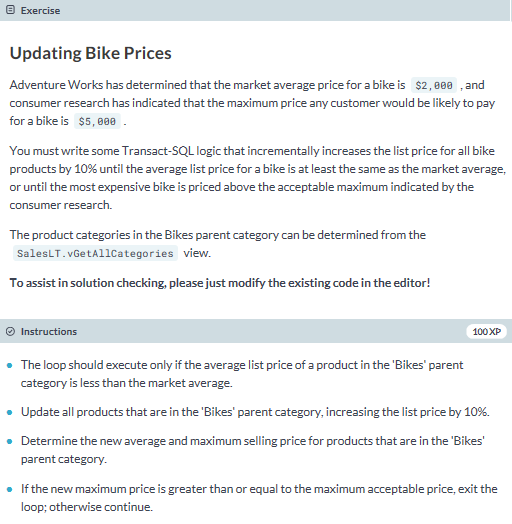 Exercise
Updating Bike Prices
Adventure Works has determined that the market average price for a bike is $2,000 , and
consumer research has indicated that the maximum price any customer would be likely to pay
for a bike is $5,000 .
You must write some Transact-SQL logic that incrementally increases the list price for all bike
products by 10% until the average list price for a bike is at least the same as the market average,
or until the most expensive bike is priced above the acceptable maximum indicated by the
consumer research.
The product categories in the Bikes parent category can be determined from the
SalesLT.vGetAllCategories view.
To assist in solution checking, please just modify the existing code in the editor!
Instructions 100 XP
The loop should execute only if the average list price of a product in the 'Bikes' parent
category is less than the market average.
Update all products that are in the 'Bikes' parent category, increasing the list price by 10%.
Determine the new average and maximum selling price for products that are in the 'Bikes'
parent category.
If the new maximum price is greater than or equal to the maximum acceptable price, exit the
loop; otherwise continue.